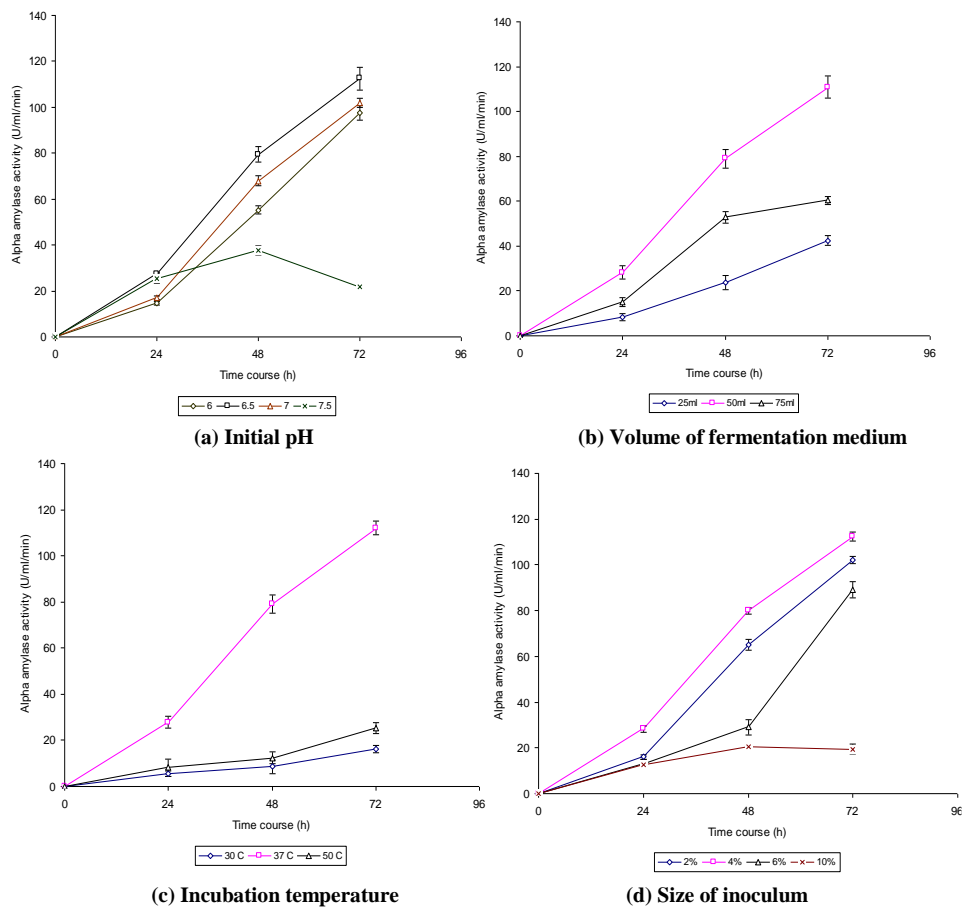 Alpha amylase activity (U/ml/min)
140
120
100
80
60
40
20
0
0 24 48 72 96
Time course (h)
6 6.5 7 7.5
(a) Initial pH
Alpha amylase activity (U/ml/min)
140
120
100
80
60
40
20
0
0 24 48 72 96
Time course (h)
25ml 50ml 75ml
(b) Volume of fermentation medium
Alpha amylase activity (U/ml/min)
140
120
100
80
60
40
20
0
0 24 48 72 96
Time course (h)
30 C 37 C 50 C
(c) Incubation temperature
Alpha amylase activity (U/ml/min)
140
120
100
80
60
40
20
0
0 24 48 72 96
Time course (h)
2% 4% 6% 10%
(d) Size of inoculum